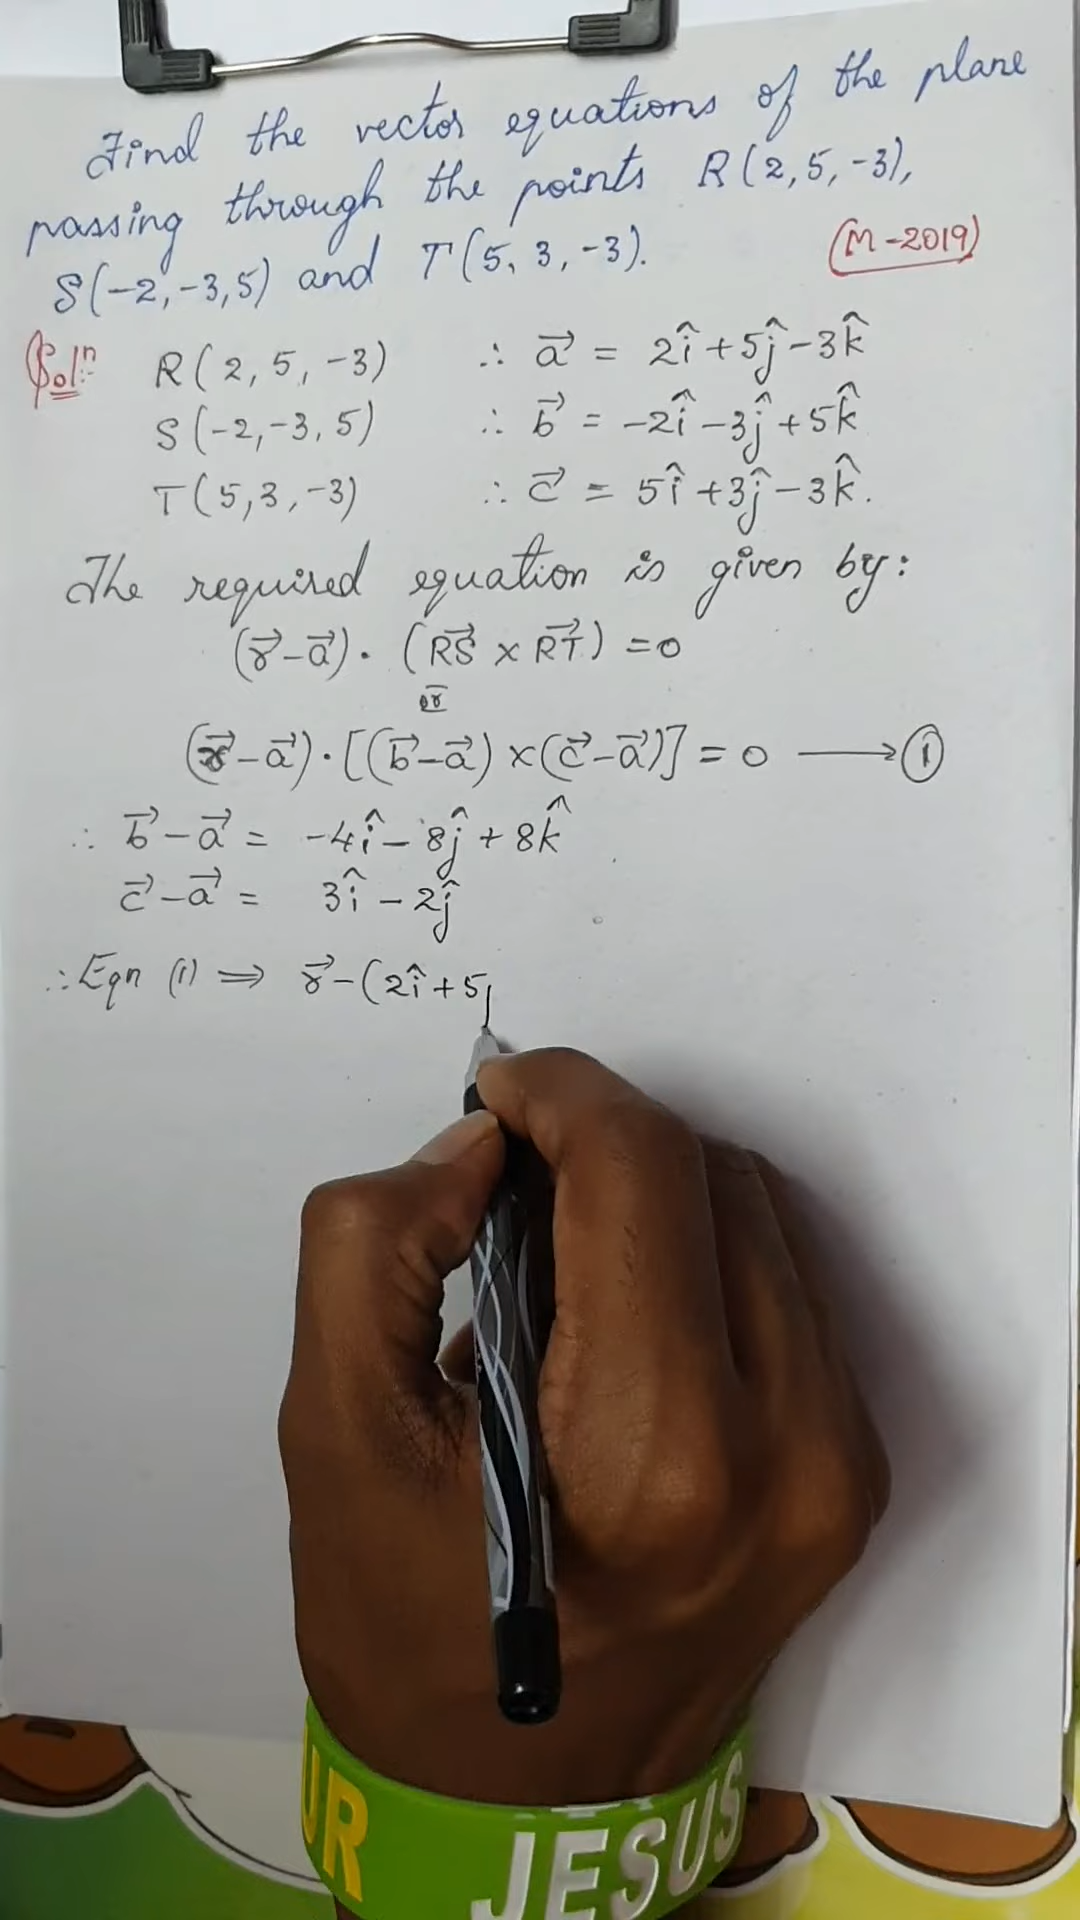 Find the vector equations of the plane
passing through the points R(2,5,-3),
S(-2,-3,5) and T(5,3,-3).
(M-2019)
Solⁿ:-
R(2, 5, -3) ∴ a⃗ = 2î+5ĵ-3k̂
S(-2,-3,5) ∴ b⃗ = -2î-3ĵ+5k̂
T(5,3,-3) ∴ c⃗ = 5î+3ĵ-3k̂.
The required equation is given by:
(r⃗-a⃗)·(RS⃗ × RT⃗) = 0
or
(r⃗-a⃗)·[(b⃗-a⃗)×(c⃗-a⃗)] = 0 → ①
∴ b⃗-a⃗ = -4î-8ĵ+8k̂
c⃗-a⃗ = 3î-2ĵ
∴ Eqn (1) ⇒ r⃗-(2î+5j
UR JESUS